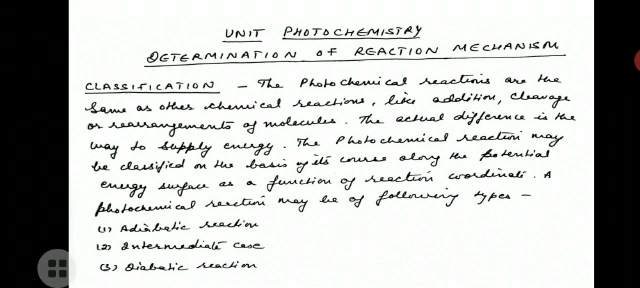 UNIT PHOTOCHEMISTRY
DETERMINATION OF REACTION MECHANISM
CLASSIFICATION - The Photochemical reactions are the
same as other chemical reactions, like addition, cleavage
or rearrangements of molecules. The actual difference is the
way to supply energy. The Photochemical reaction may
be classified on the basis of its course along the potential
energy surface as a function of reaction coordinate. A
photochemical reaction may be of following types -
(1) Adiabatic reaction
(2) Intermediate case
(3) Diabatic reaction